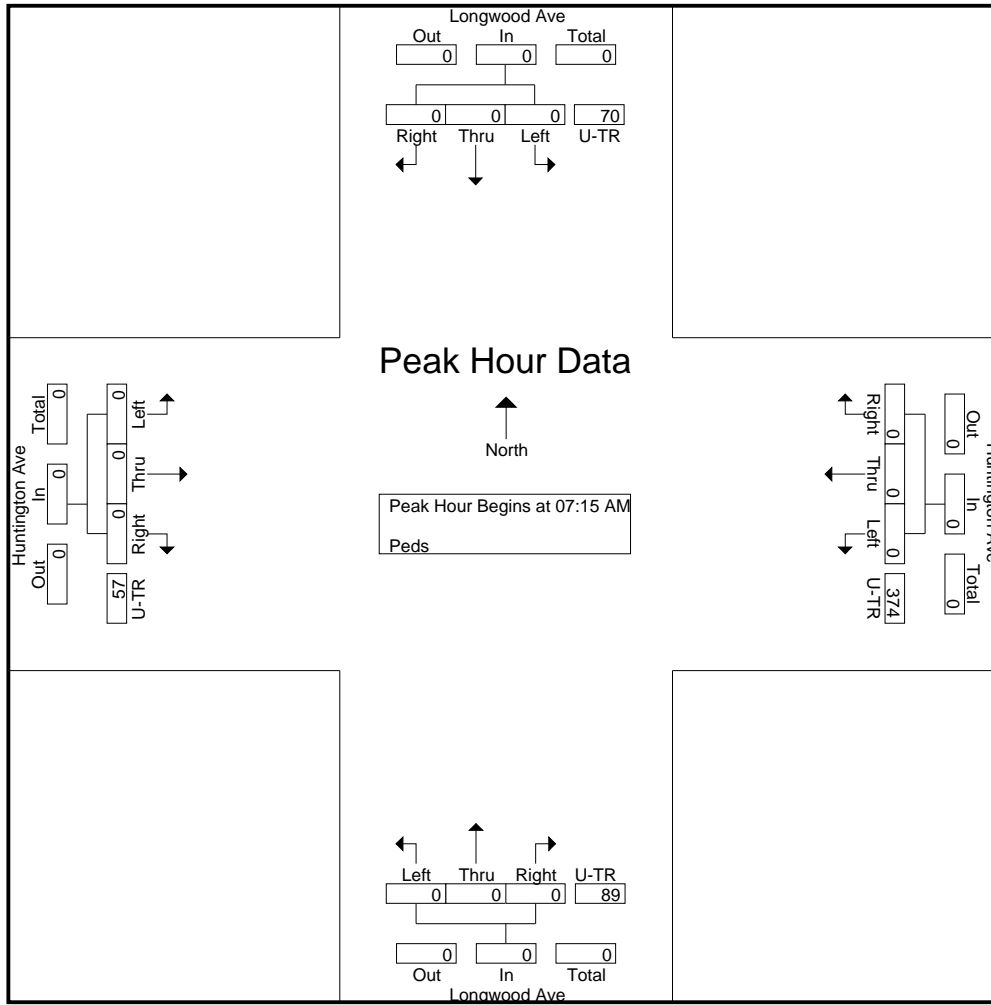 Longwood Ave
Out In Total
0 0 0
0 0 0 70
Right Thru Left U-TR
Peak Hour Data
North
Peak Hour Begins at 07:15 AM
Peds
Huntington Ave
Out In Total
0 0 0
0 0 0 57
Left Thru Right U-TR
Right Thru Left U-TR
0 0 0 374
Out In Total
0 0 0
Huntington Ave
Left Thru Right U-TR
0 0 0 89
0 0 0
Out In Total
Longwood Ave